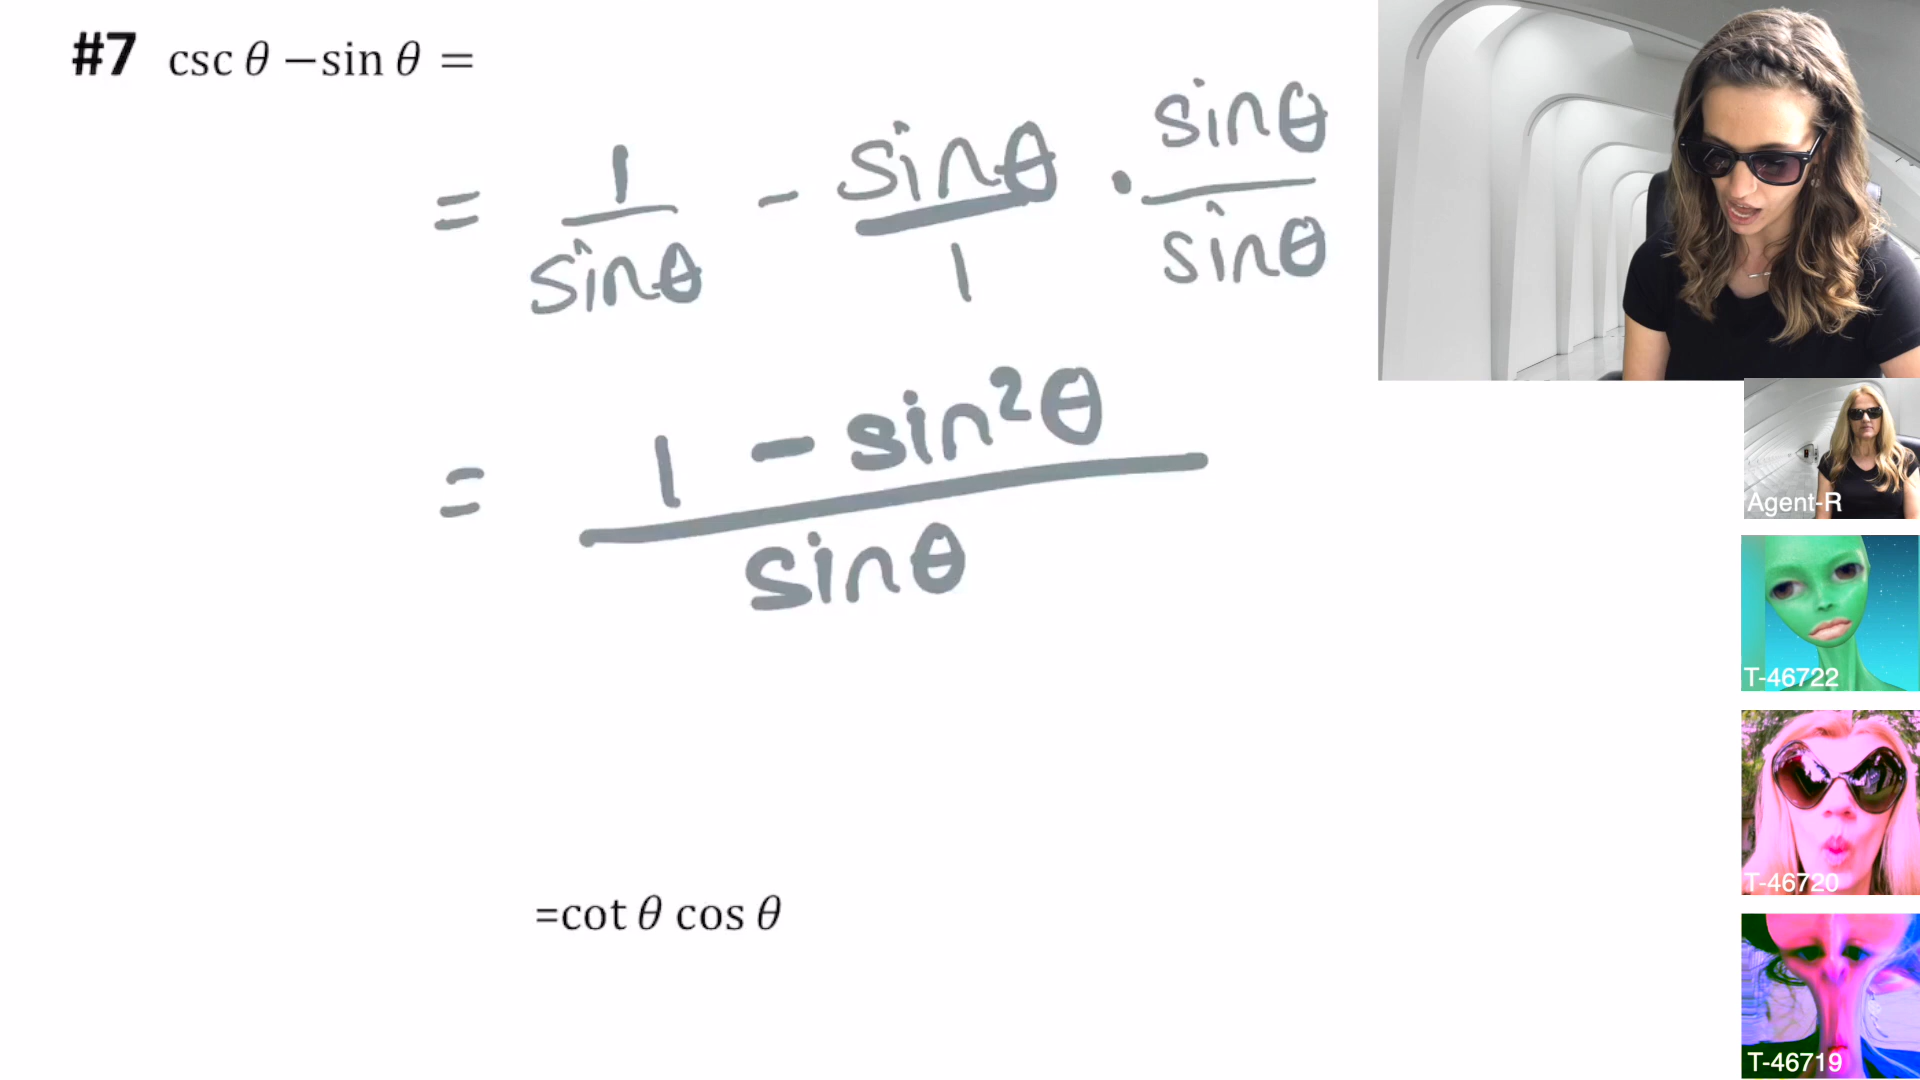 #7 csc θ −sin θ =
= 1/sinθ - sinθ/1 · sinθ/sinθ
= 1 - sin²θ/sinθ
=cot θ cos θ
Agent-R
T-46722
T-46720
T-46719